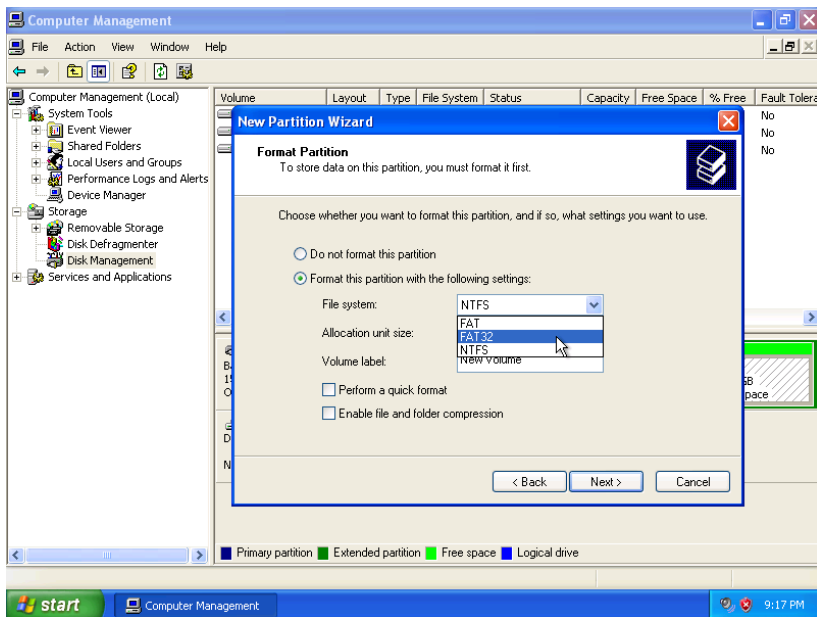 Computer Management
File Action View Window Help
Computer Management (Local)
System Tools
Event Viewer
Shared Folders
Local Users and Groups
Performance Logs and Alerts
Device Manager
Storage
Removable Storage
Disk Defragmenter
Disk Management
Services and Applications
Volume Layout Type File System Status Capacity Free Space % Free Fault Tolera
No
No
No
New Partition Wizard
Format Partition
To store data on this partition, you must format it first.
Choose whether you want to format this partition, and if so, what settings you want to use.
Do not format this partition
Format this partition with the following settings:
File system: NTFS
FAT
FAT32
NTFS
Allocation unit size:
Volume label: New Volume
Perform a quick format
Enable file and folder compression
< Back Next > Cancel
Primary partition Extended partition Free space Logical drive
start Computer Management 9:17 PM